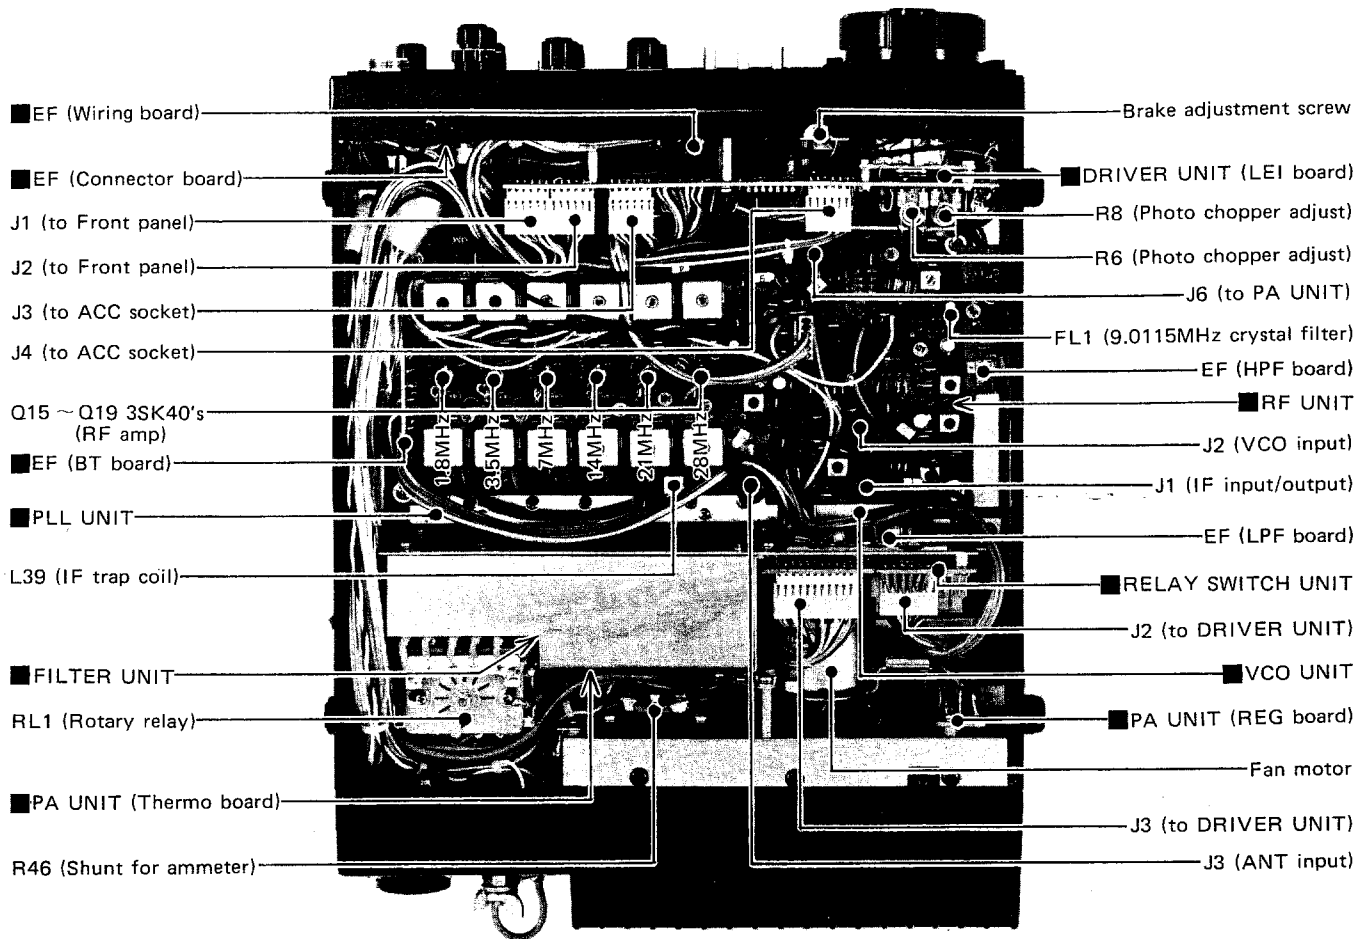 ■EF (Wiring board)
■EF (Connector board)
J1 (to Front panel)
J2 (to Front panel)
J3 (to ACC socket)
J4 (to ACC socket)
Q15 ~ Q19 3SK40's
(RF amp)
■EF (BT board)
■PLL UNIT
L39 (IF trap coil)
■FILTER UNIT
RL1 (Rotary relay)
■PA UNIT (Thermo board)
R46 (Shunt for ammeter)
1.8MHz
3.5MHz
7MHz
14MHz
21MHz
28MHz
Brake adjustment screw
■DRIVER UNIT (LEI board)
R8 (Photo chopper adjust)
R6 (Photo chopper adjust)
J6 (to PA UNIT)
FL1 (9.0115MHz crystal filter)
EF (HPF board)
■RF UNIT
J2 (VCO input)
J1 (IF input/output)
EF (LPF board)
■RELAY SWITCH UNIT
J2 (to DRIVER UNIT)
■VCO UNIT
■PA UNIT (REG board)
Fan motor
J3 (to DRIVER UNIT)
J3 (ANT input)